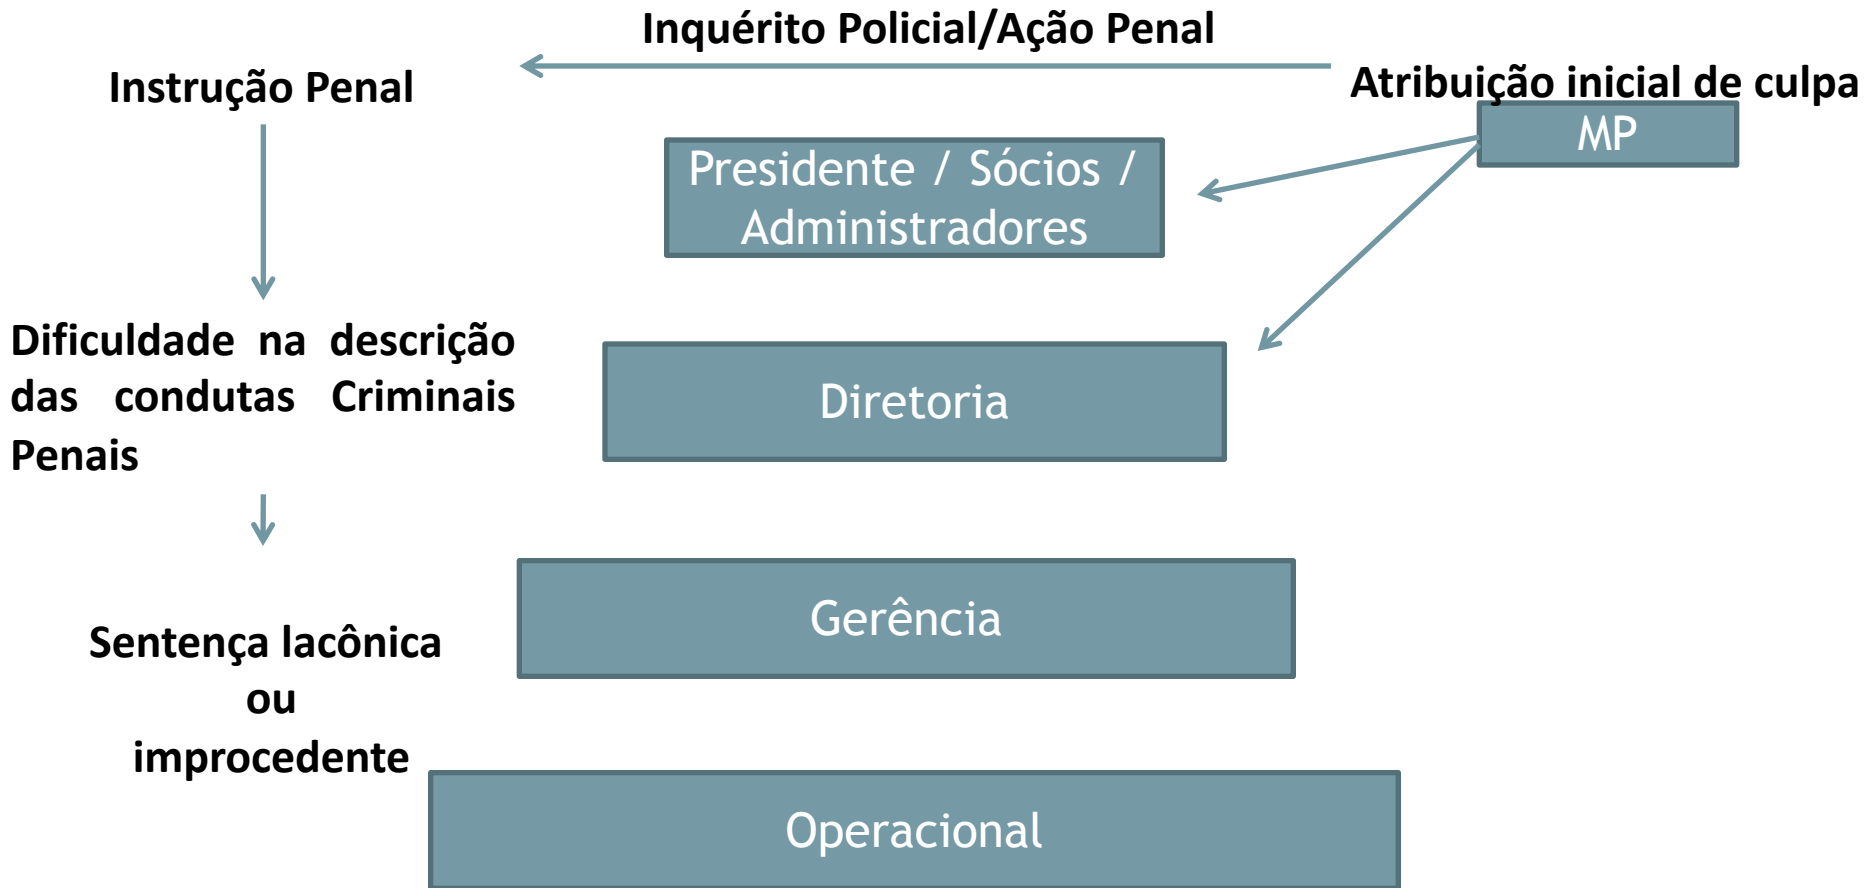 Inquérito Policial/Ação Penal
Instrução Penal
Atribuição inicial de culpa
MP
Presidente / Sócios /
Administradores
Dificuldade na descrição
das condutas Criminais
Penais
Diretoria
Gerência
Sentença lacônica
ou
improcedente
Operacional